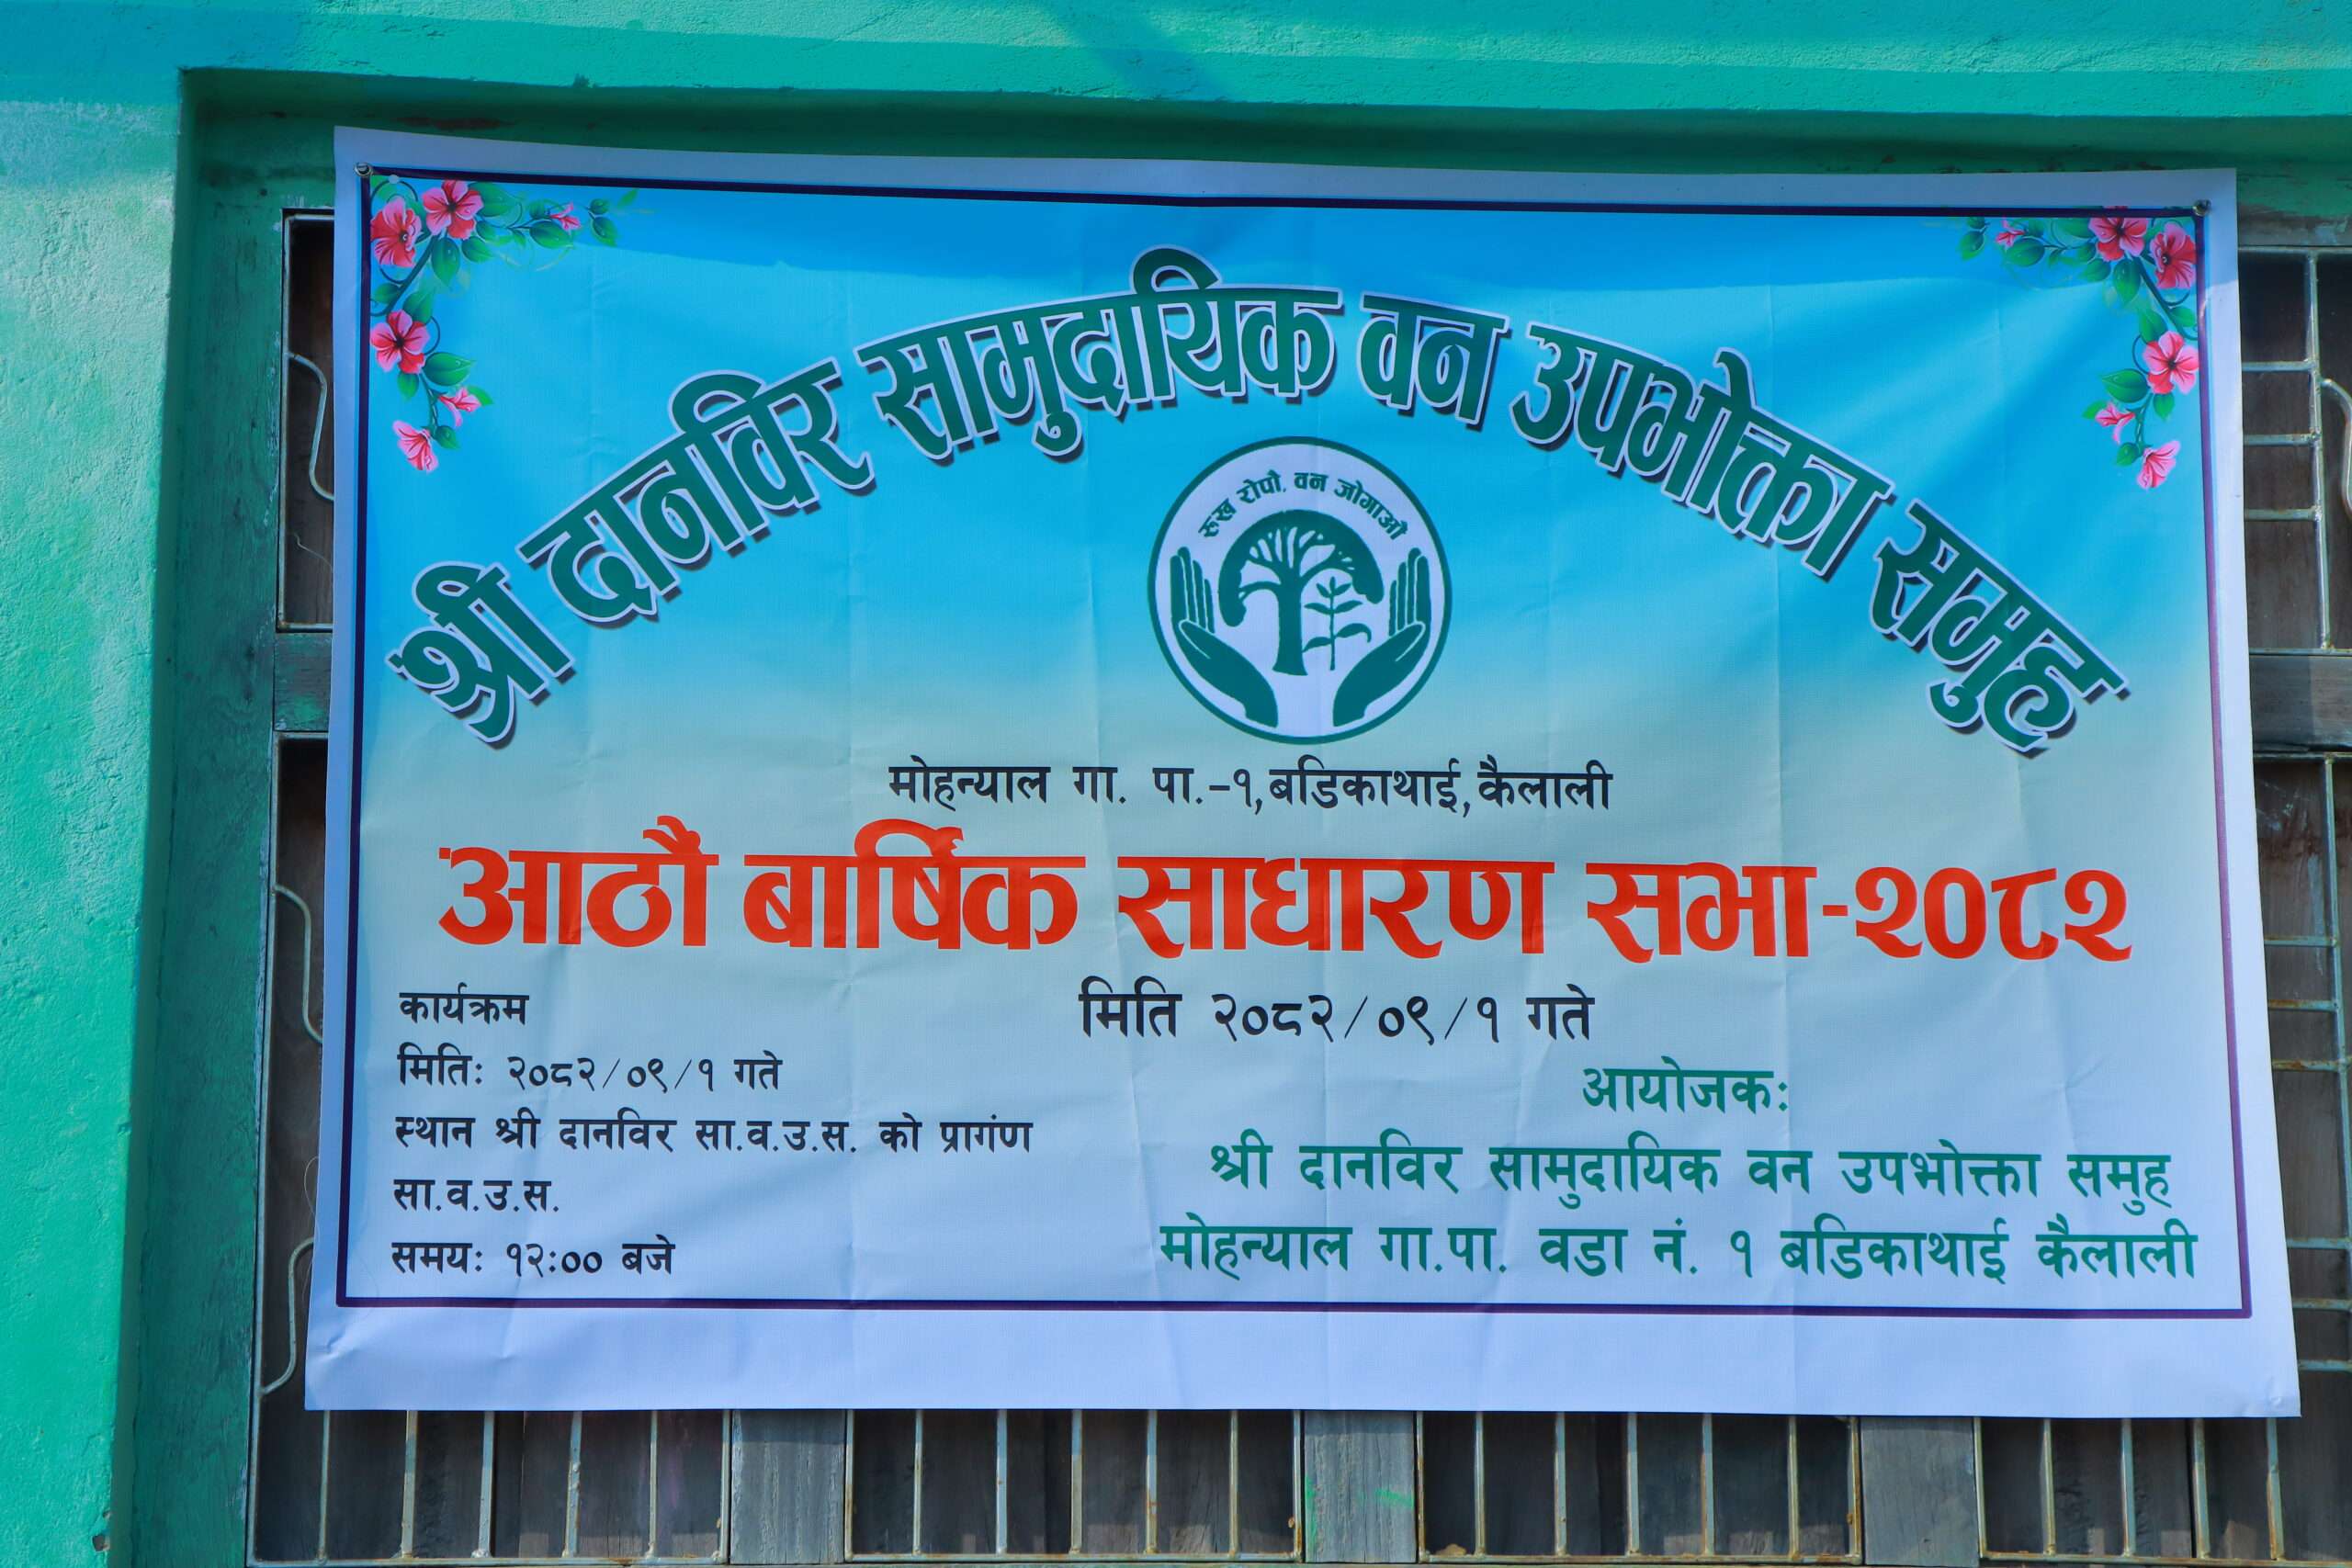 श्री दानविर सामुदायिक वन उपभोक्ता समुह
रुख रोपौ, वन जोगाऔ
मोहन्याल गा. पा.-१,बडिकाथाई,कैलाली
आठौ बार्षिक साधारण सभा-२०८२
मिति २०८२/०९/१ गते
कार्यक्रम
मितिः २०८२/०९/१ गते
स्थान श्री दानविर सा.व.उ.स. को प्रागंण
सा.व.उ.स.
समयः १२ः०० बजे
आयोजकः
श्री दानविर सामुदायिक वन उपभोक्ता समुह
मोहन्याल गा.पा. वडा नं. १ बडिकाथाई कैलाली